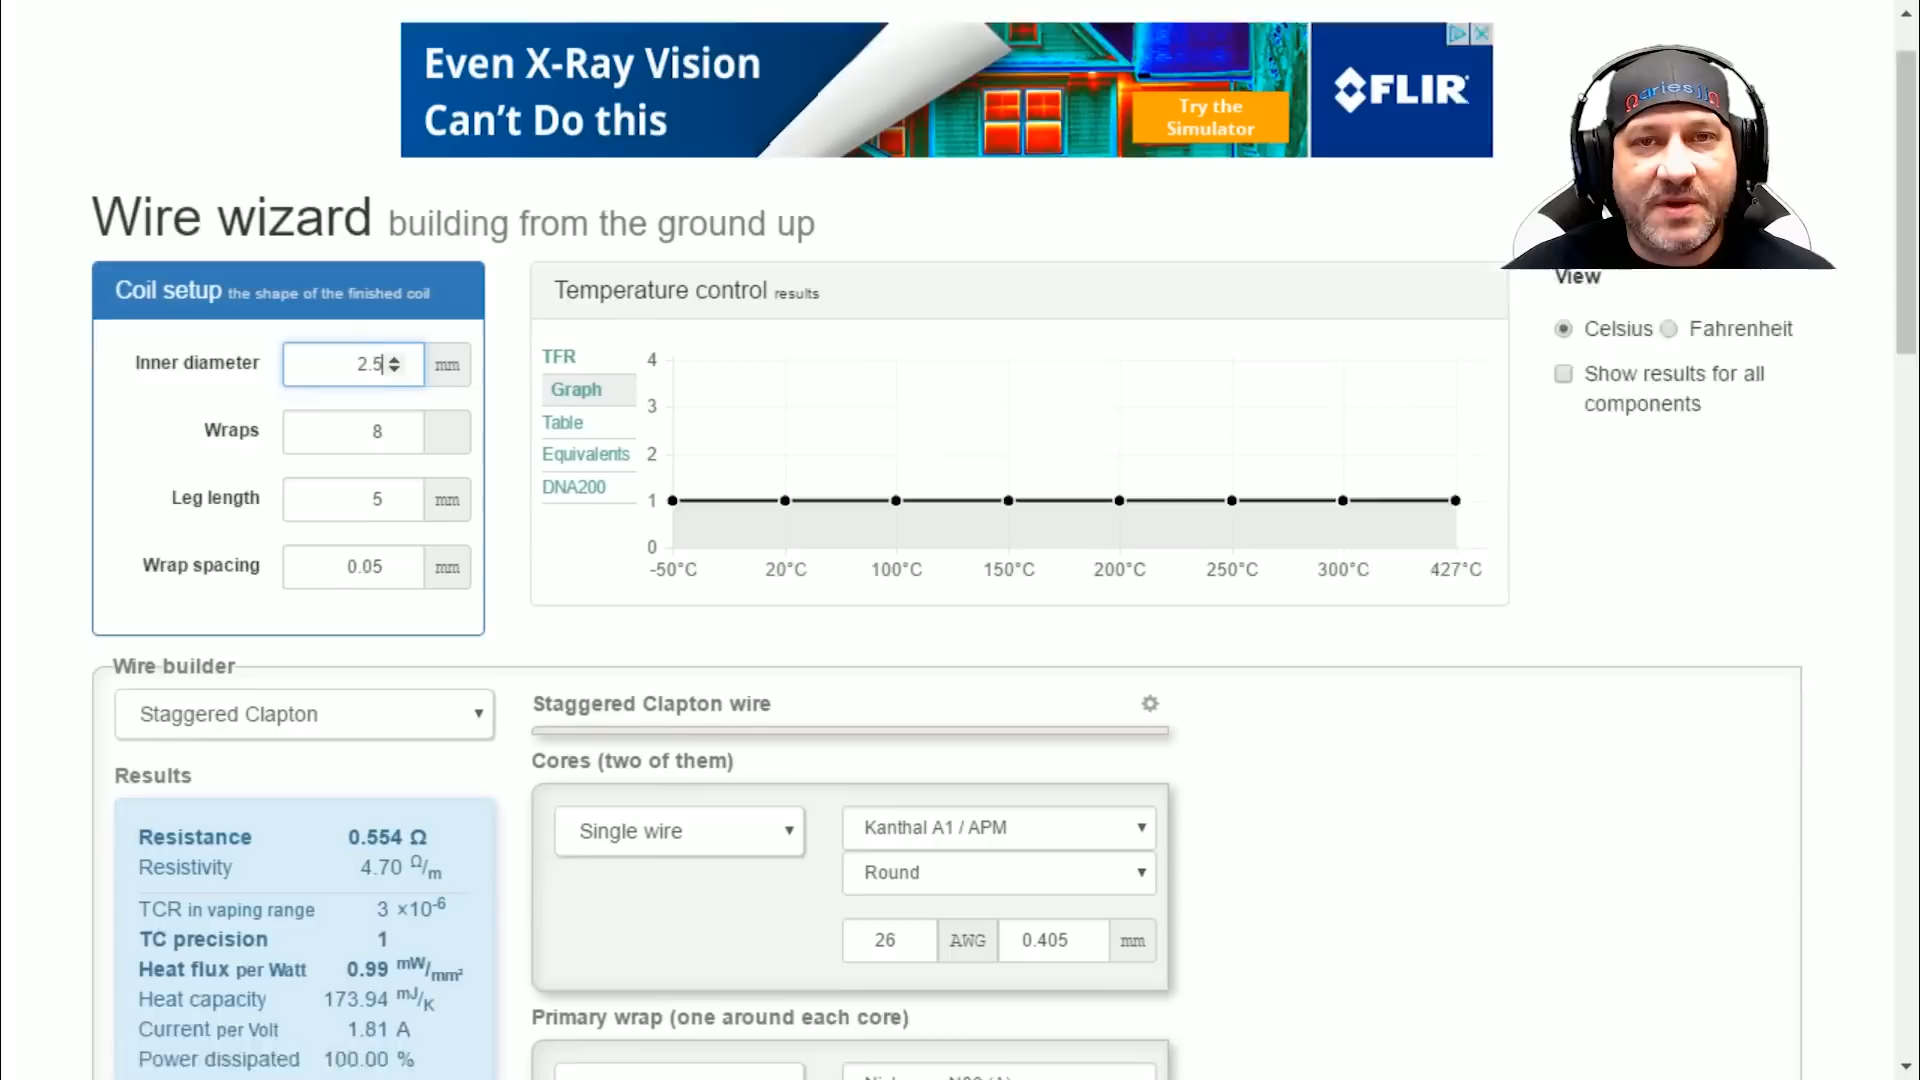 Even X-Ray Vision
Can't Do this
Try the
Simulator
FLIR
ariesjj
Wire wizard building from the ground up
Coil setup the shape of the finished coil
Inner diameter 2.5 mm
Wraps 8
Leg length 5 mm
Wrap spacing 0.05 mm
Temperature control results
TFR
Graph
Table
Equivalents
DNA200
4
3
2
1
0
-50°C 20°C 100°C 150°C 200°C 250°C 300°C 427°C
View
Celsius Fahrenheit
Show results for all
components
Wire builder
Staggered Clapton
Results
Resistance 0.554 Ω
Resistivity 4.70 Ω/m
TCR in vaping range 3 ×10⁻⁶
TC precision 1
Heat flux per Watt 0.99 mW/mm²
Heat capacity 173.94 mJ/K
Current per Volt 1.81 A
Power dissipated 100.00 %
Staggered Clapton wire
Cores (two of them)
Single wire
Kanthal A1 / APM
Round
26 AWG 0.405 mm
Primary wrap (one around each core)